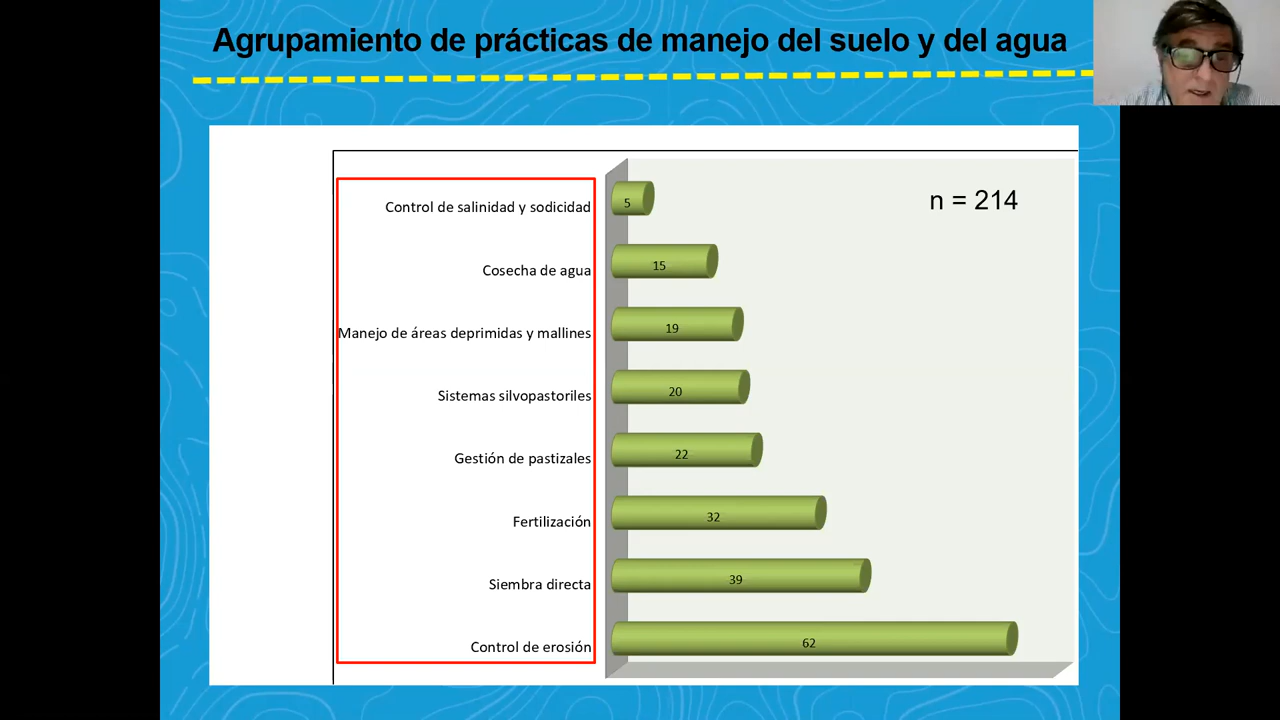 Agrupamiento de prácticas de manejo del suelo y del agua
n = 214
Control de salinidad y sodicidad 5
Cosecha de agua 15
Manejo de áreas deprimidas y mallines 19
Sistemas silvopastoriles 20
Gestión de pastizales 22
Fertilización 32
Siembra directa 39
Control de erosión 62